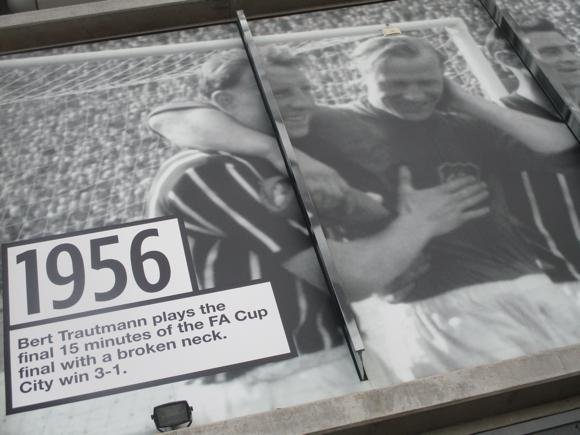 1956
Bert Trautmann plays the
final 15 minutes of the FA Cup
final with a broken neck.
City win 3-1.